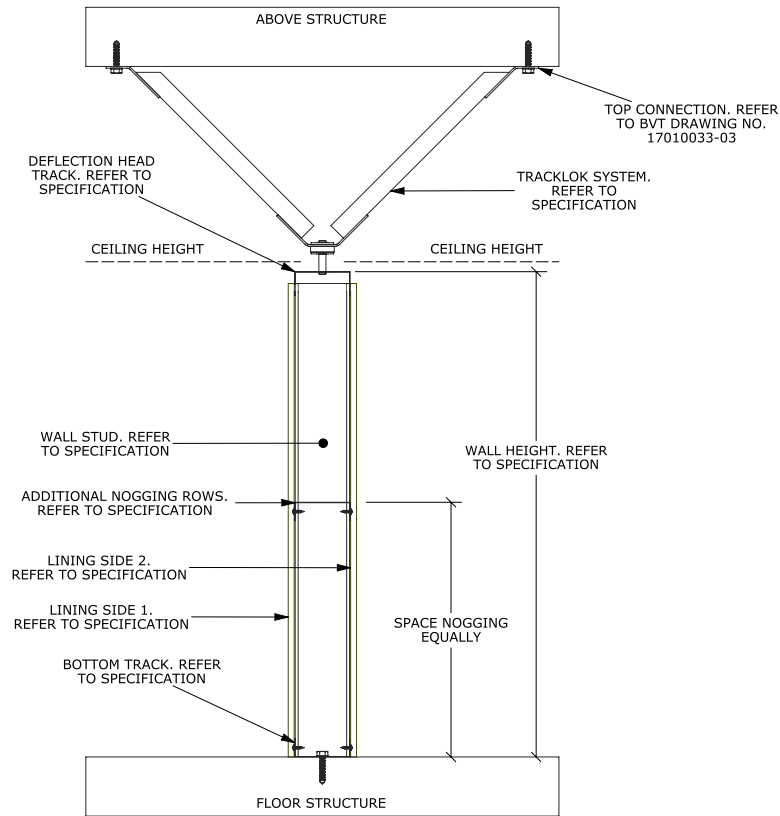 ABOVE STRUCTURE
TOP CONNECTION. REFER
TO BVT DRAWING NO.
17010033-03
DEFLECTION HEAD
TRACK. REFER TO
SPECIFICATION
TRACKLOK SYSTEM.
REFER TO
SPECIFICATION
CEILING HEIGHT
CEILING HEIGHT
WALL STUD. REFER
TO SPECIFICATION
WALL HEIGHT. REFER
TO SPECIFICATION
ADDITIONAL NOGGING ROWS.
REFER TO SPECIFICATION
LINING SIDE 2.
REFER TO SPECIFICATION
LINING SIDE 1.
REFER TO SPECIFICATION
SPACE NOGGING
EQUALLY
BOTTOM TRACK. REFER
TO SPECIFICATION
FLOOR STRUCTURE